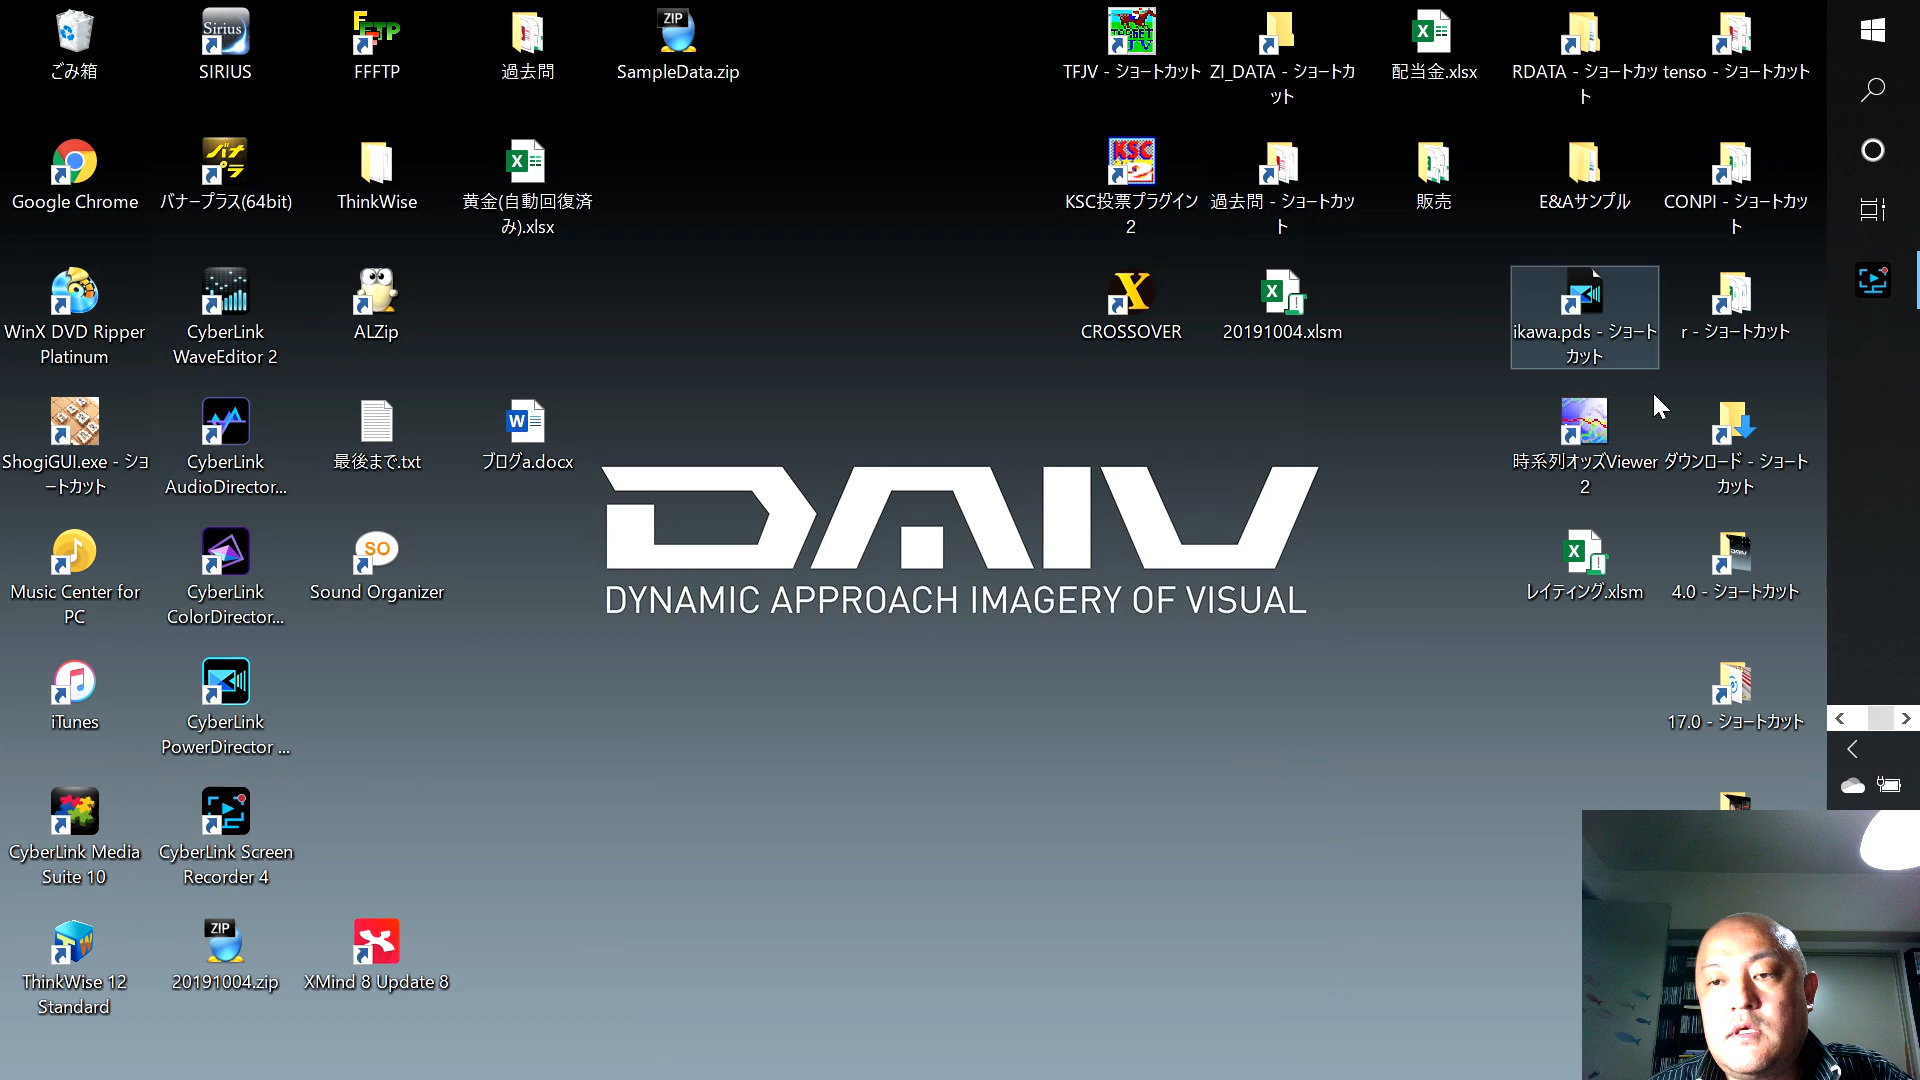 ごみ箱
SIRIUS
FFFTP
過去問
ZIP
SampleData.zip
TFJV - ショートカット
ZI_DATA - ショートカ
ット
配当金.xlsx
RDATA - ショートカッ
ト
tenso - ショートカット
Google Chrome
バナ
プラ
バナープラス(64bit)
ThinkWise
黄金(自動回復済
み).xlsx
KSC
2
KSC投票プラグイン
2
過去問 - ショートカッ
ト
販売
E&Aサンプル
CONPI - ショートカッ
ト
WinX DVD Ripper
Platinum
CyberLink
WaveEditor 2
ALZip
CROSSOVER
20191004.xlsm
ikawa.pds - ショート
カット
r - ショートカット
ShogiGUI.exe - ショ
ートカット
CyberLink
AudioDirector...
最後まで.txt
ブログa.docx
時系列オッズViewer
2
ダウンロード - ショート
カット
DAIV
DYNAMIC APPROACH IMAGERY OF VISUAL
Music Center for
PC
CyberLink
ColorDirector...
SO
Sound Organizer
レイティング.xlsm
4.0 - ショートカット
iTunes
CyberLink
PowerDirector ...
17.0 - ショートカット
CyberLink Media
Suite 10
CyberLink Screen
Recorder 4
ThinkWise 12
Standard
ZIP
20191004.zip
XMind 8 Update 8